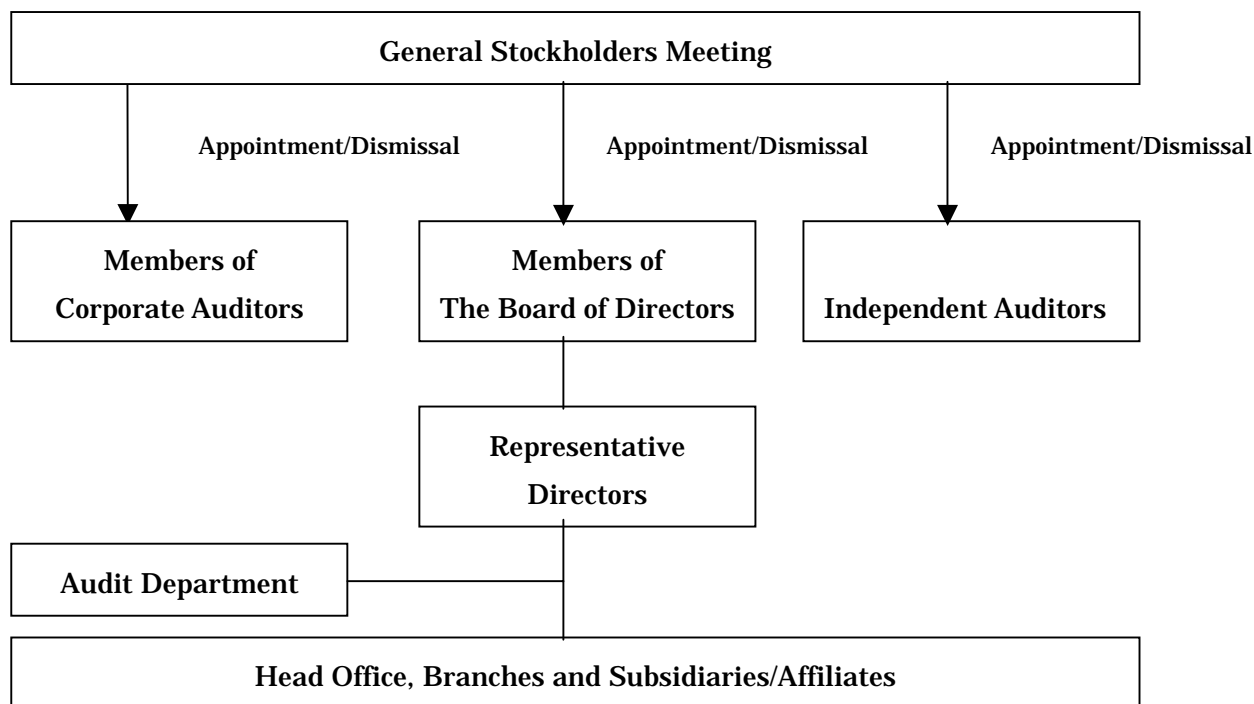 General Stockholders Meeting
Appointment/Dismissal
Appointment/Dismissal
Appointment/Dismissal
Members of
Corporate Auditors
Members of
The Board of Directors
Independent Auditors
Representative
Directors
Audit Department
Head Office, Branches and Subsidiaries/Affiliates